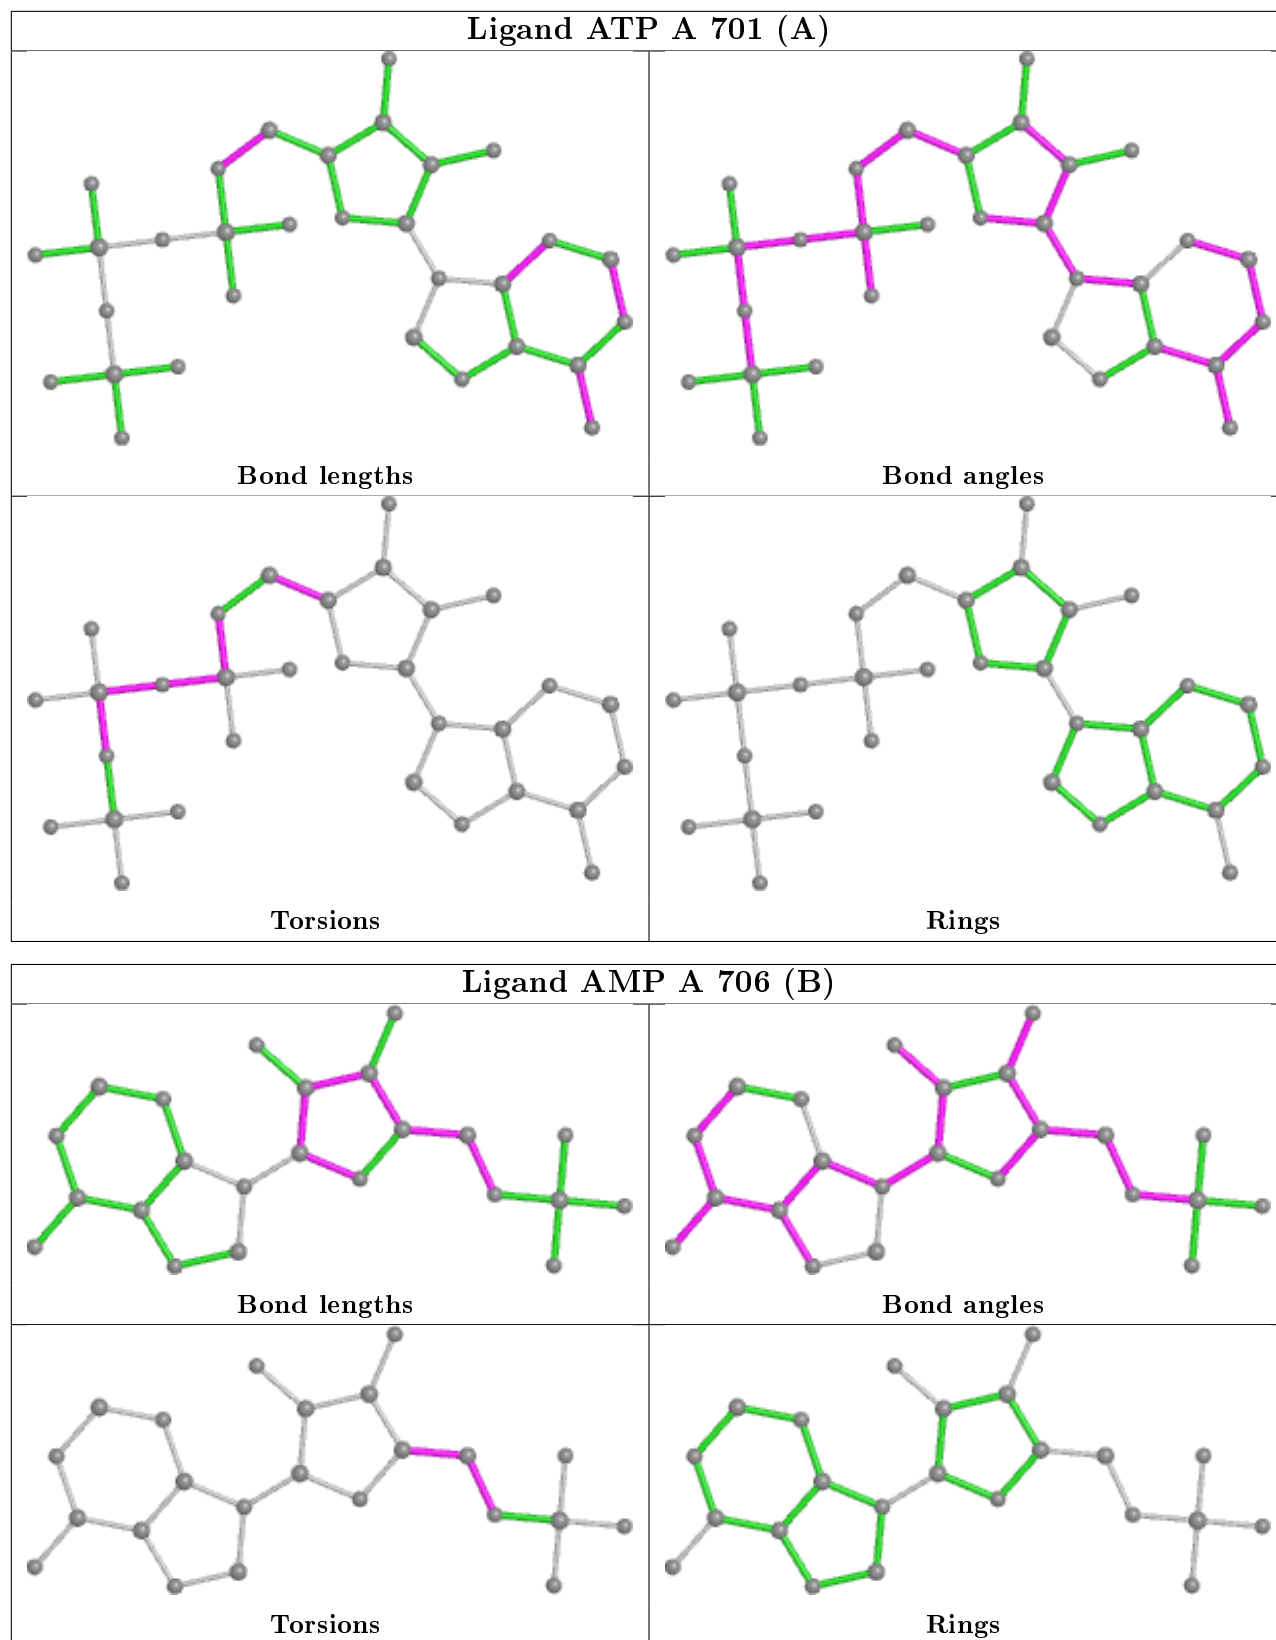 Ligand ATP A 701 (A)
Bond lengths
Bond angles
Torsions
Rings
Ligand AMP A 706 (B)
Bond lengths
Bond angles
Torsions
Rings